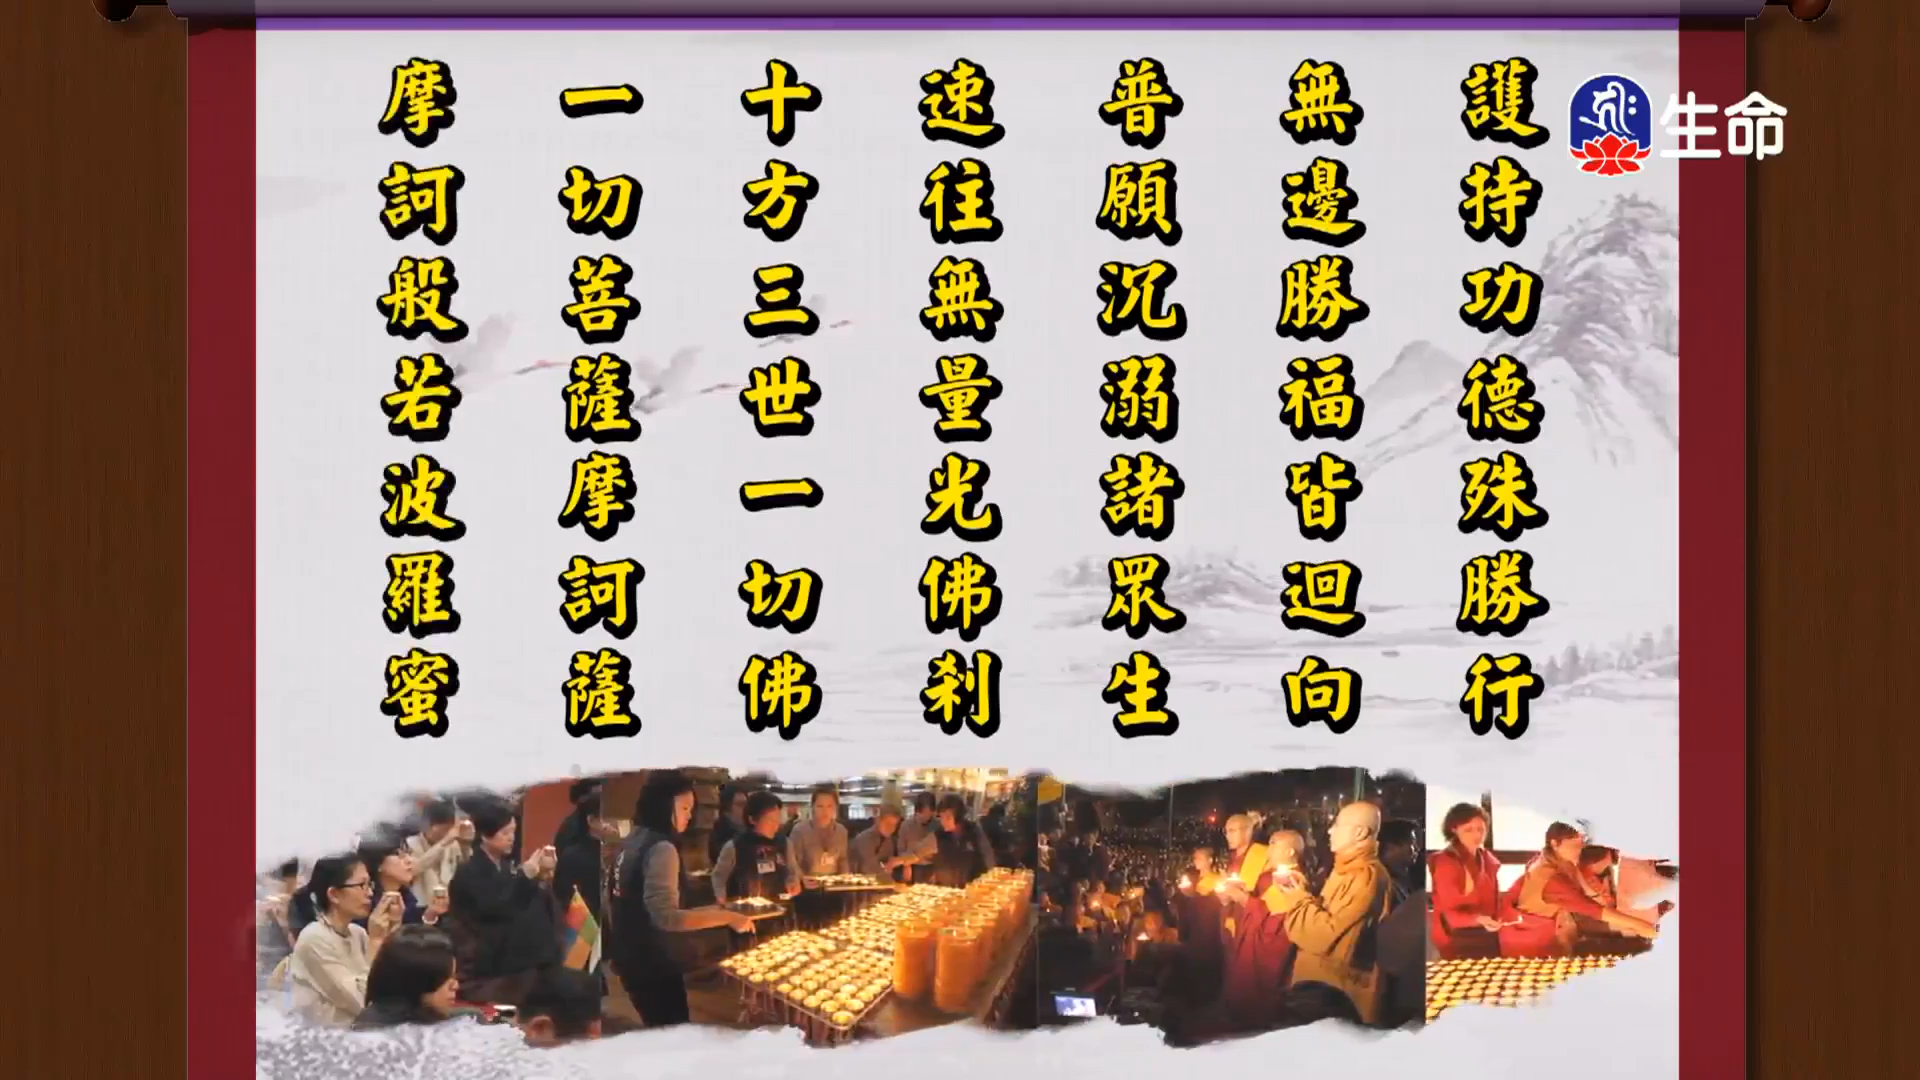 護持功德殊勝行
無邊勝福皆迴向
普願沉溺諸眾生
速往無量光佛剎
十方三世一切佛
一切菩薩摩訶薩
摩訶般若波羅蜜
生命